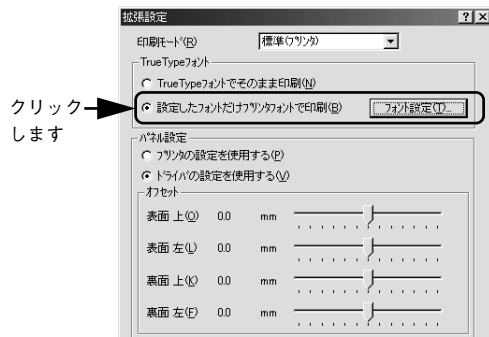 拡張設定
印刷ﾓｰﾄﾞ(R) 標準(ﾌﾟﾘﾝﾀ)
TrueTypeﾌｫﾝﾄ
TrueTypeﾌｫﾝﾄでそのまま印刷(N)
クリック
します
設定したﾌｫﾝﾄだけﾌﾟﾘﾝﾀﾌｫﾝﾄで印刷(B) ﾌｫﾝﾄ設定(T)...
ﾊﾟﾈﾙ設定
ﾌﾟﾘﾝﾀの設定を使用する(P)
ﾄﾞﾗｲﾊﾞの設定を使用する(V)
ｵﾌｾｯﾄ
表面 上(O) 0.0 mm
表面 左(L) 0.0 mm
裏面 上(K) 0.0 mm
裏面 左(F) 0.0 mm